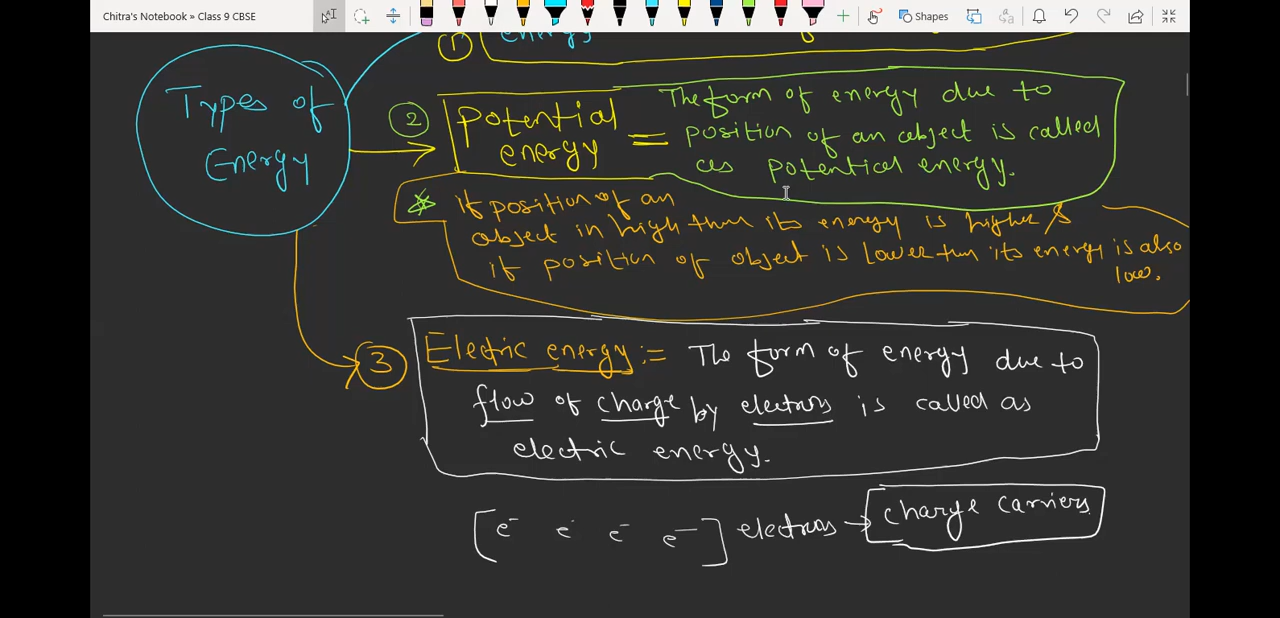 Chitra's Notebook » Class 9 CBSE
Shapes
①
energy
Types of
Energy
② Potential
energy
= The form of energy due to
position of an object is called
as potential energy.
if position of an
object in high then its energy is higher &
if position of object is lower then its energy is also
low.
③ Electric energy := The form of energy due to
flow of charge by electrons is called as
electric energy.
[e⁻ e⁻ e⁻ e⁻] electrons → charge carriers